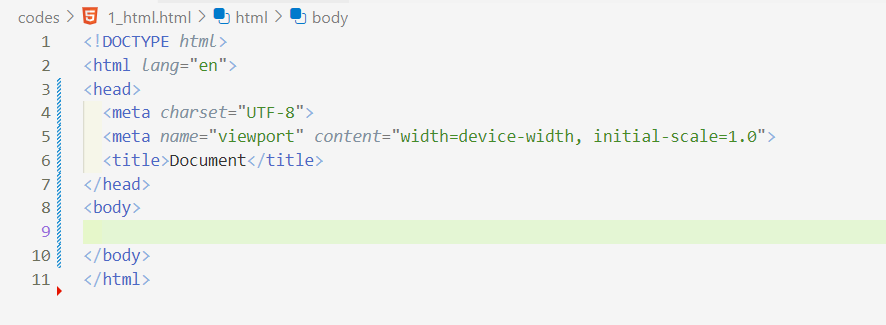 codes > 1_html.html > html > body
1 <!DOCTYPE html>
2 <html lang="en">
3 <head>
4   <meta charset="UTF-8">
5   <meta name="viewport" content="width=device-width, initial-scale=1.0">
6   <title>Document</title>
7 </head>
8 <body>
9
10 </body>
11 </html>